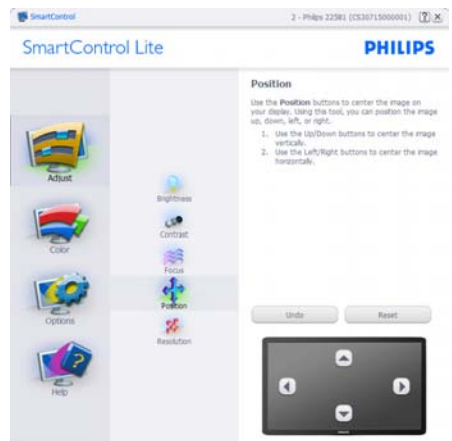 SmartControl
2 - Philips 225B1 (CS30715000001)
SmartControl Lite
PHILIPS
Adjust
Color
Options
Help
Brightness
Contrast
Focus
Position
Resolution
Position
Use the Position buttons to center the image on
your display. Using this tool, you can position the image
up, down, left, or right.
1. Use the Up/Down buttons to center the image
vertically.
2. Use the Left/Right buttons to center the image
horizontally.
Undo
Reset